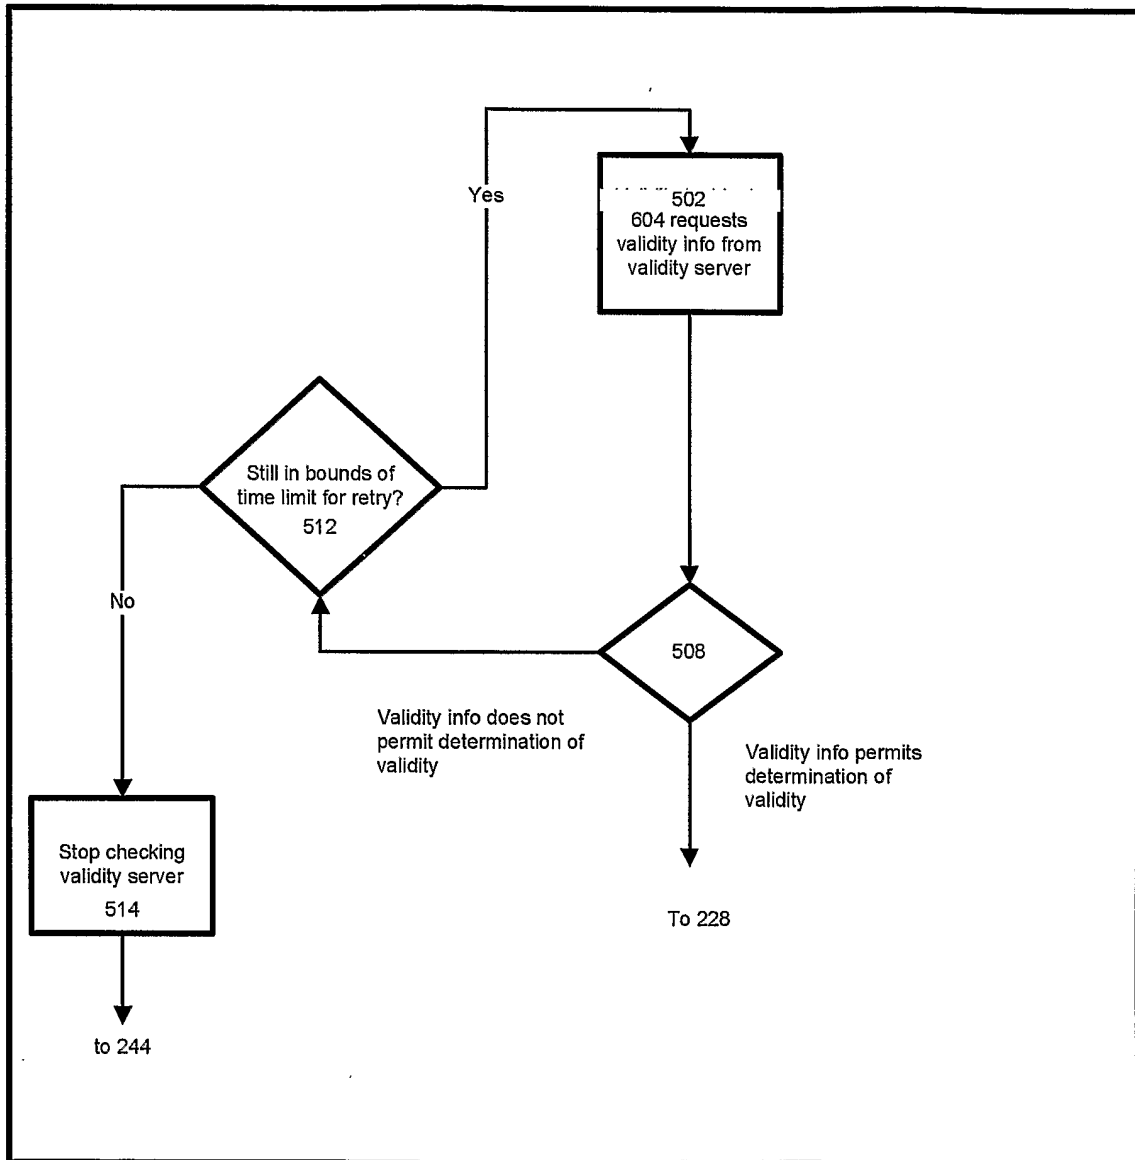 Yes
502
604 requests
validity info from
validity server
Still in bounds of
time limit for retry?
512
No
508
Validity info does not
permit determination of
validity
Validity info permits
determination of
validity
Stop checking
validity server
514
To 228
to 244